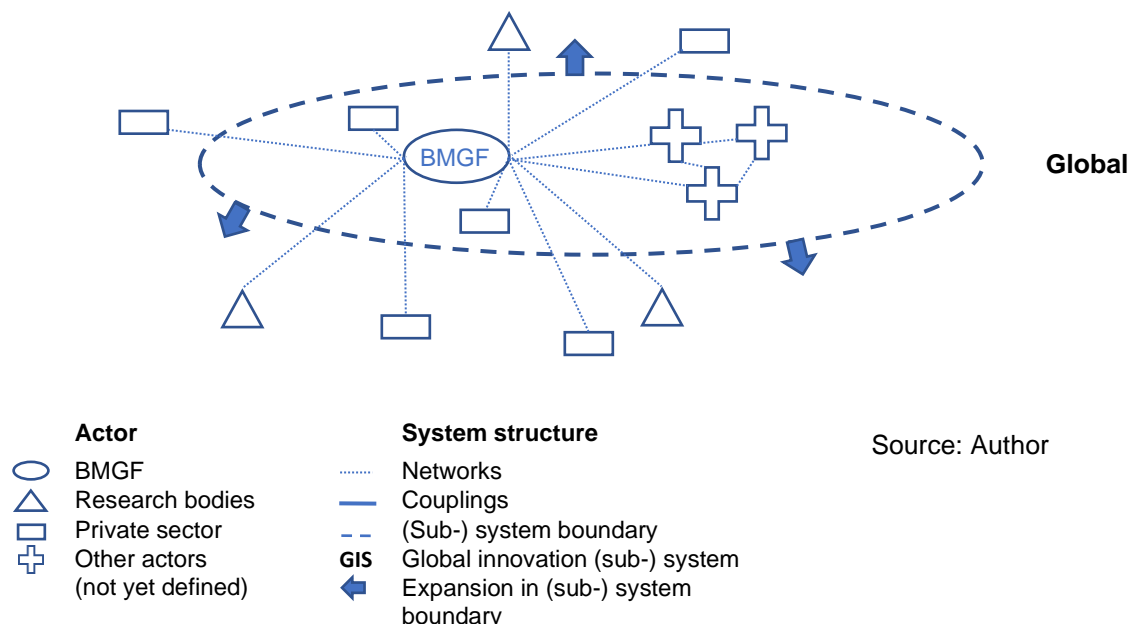 BMGF
Global
Actor
BMGF
Research bodies
Private sector
Other actors
(not yet defined)
System structure
Networks
Couplings
(Sub-) system boundary
GIS Global innovation (sub-) system
Expansion in (sub-) system
boundary
Source: Author